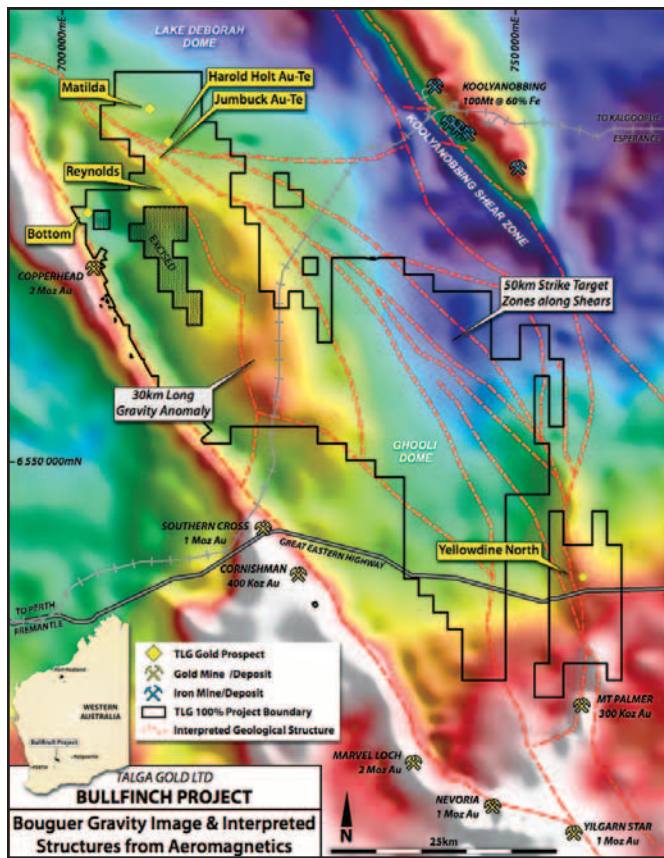 700 000mE
750 000mE
LAKE DEBORAH
DOME
Matilda
Harold Holt Au-Te
Jumbuck Au-Te
KOOLYANOBBING
100Mt @ 60% Fe
TO KALGOORLIE
ESPERANCE
KOOLYANOBBING SHEAR ZONE
Reynolds
Bottom
EXCISED
COPPERHEAD
2 Moz Au
50km Strike Target
Zones along Shears
30km Long
Gravity Anomaly
GHOOLI
DOME
6 550 000mN
SOUTHERN CROSS
1 Moz Au
GREAT EASTERN HIGHWAY
Yellowdine North
CORNISHMAN
400 Koz Au
TO PERTH
FREMANTLE
TLG Gold Prospect
Gold Mine /Deposit
Iron Mine/Deposit
TLG 100% Project Boundary
Interpreted Geological Structure
WESTERN
AUSTRALIA
Bullfinch Project
MT PALMER
300 Koz Au
MARVEL LOCH
2 Moz Au
NEVORIA
1 Moz Au
YILGARN STAR
1 Moz Au
TALGA GOLD LTD
BULLFINCH PROJECT
Bouguer Gravity Image & Interpreted
Structures from Aeromagnetics
N
25km